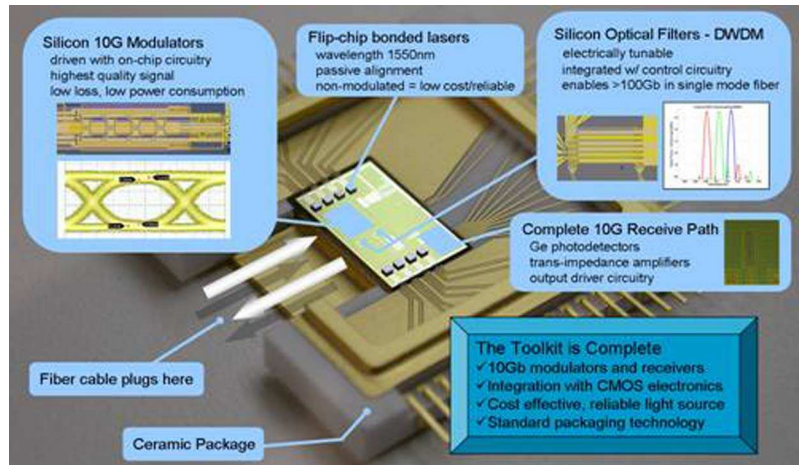 Silicon 10G Modulators
driven with on-chip circuitry
highest quality signal
low loss, low power consumption
Flip-chip bonded lasers
wavelength 1550nm
passive alignment
non-modulated = low cost/reliable
Silicon Optical Filters - DWDM
electrically tunable
integrated w/ control circuitry
enables >100Gb in single mode fiber
Complete 10G Receive Path
Ge photodetectors
trans-impedance amplifiers
output driver circuitry
Fiber cable plugs here
Ceramic Package
The Toolkit is Complete
✓10Gb modulators and receivers
✓Integration with CMOS electronics
✓Cost effective, reliable light source
✓Standard packaging technology